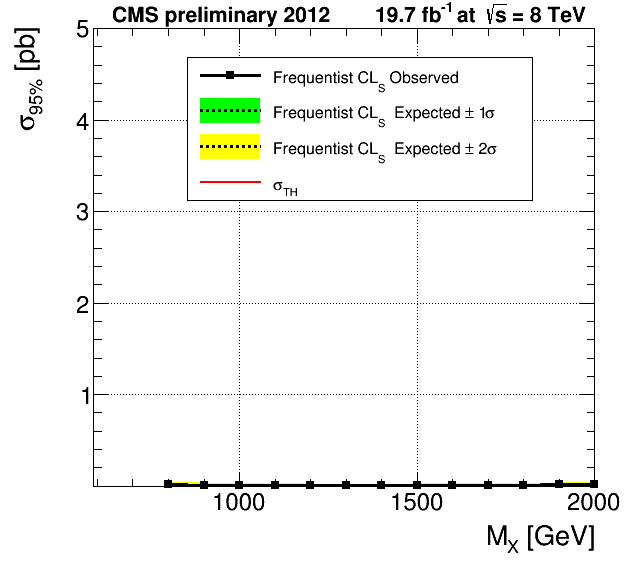 CMS preliminary 2012 19.7 fb⁻¹ at √s = 8 TeV
σ95% [pb]
5
4
3
2
1
Frequentist CLS Observed
Frequentist CLS Expected ± 1σ
Frequentist CLS Expected ± 2σ
σTH
1000 1500 2000
MX [GeV]